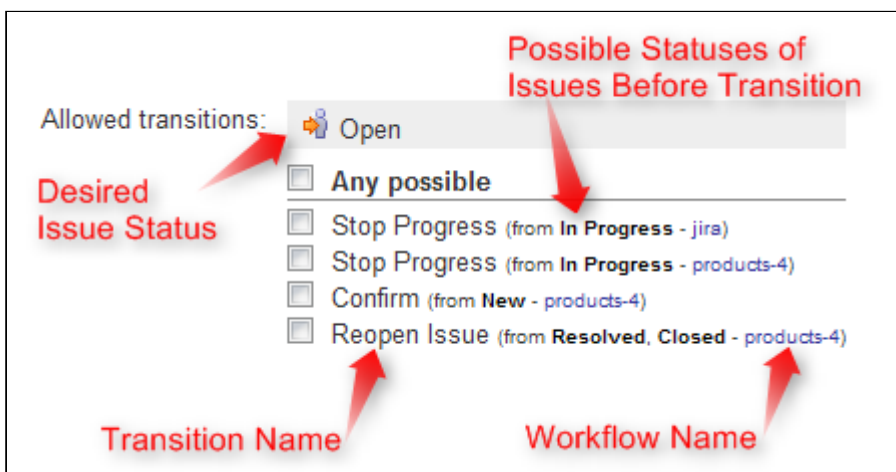 Possible Statuses of
Issues Before Transition
Allowed transitions:
Open
Desired
Issue Status
Any possible
Stop Progress (from In Progress - jira)
Stop Progress (from In Progress - products-4)
Confirm (from New - products-4)
Reopen Issue (from Resolved, Closed - products-4)
Transition Name
Workflow Name